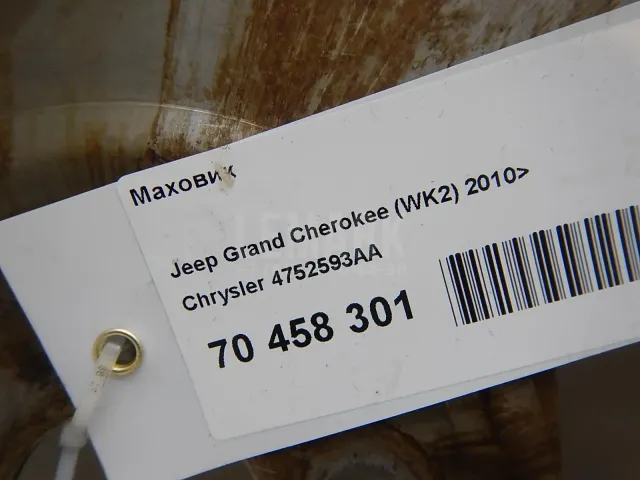 Маховик
Jeep Grand Cherokee (WK2) 2010>
Chrysler 4752593AA
70 458 301